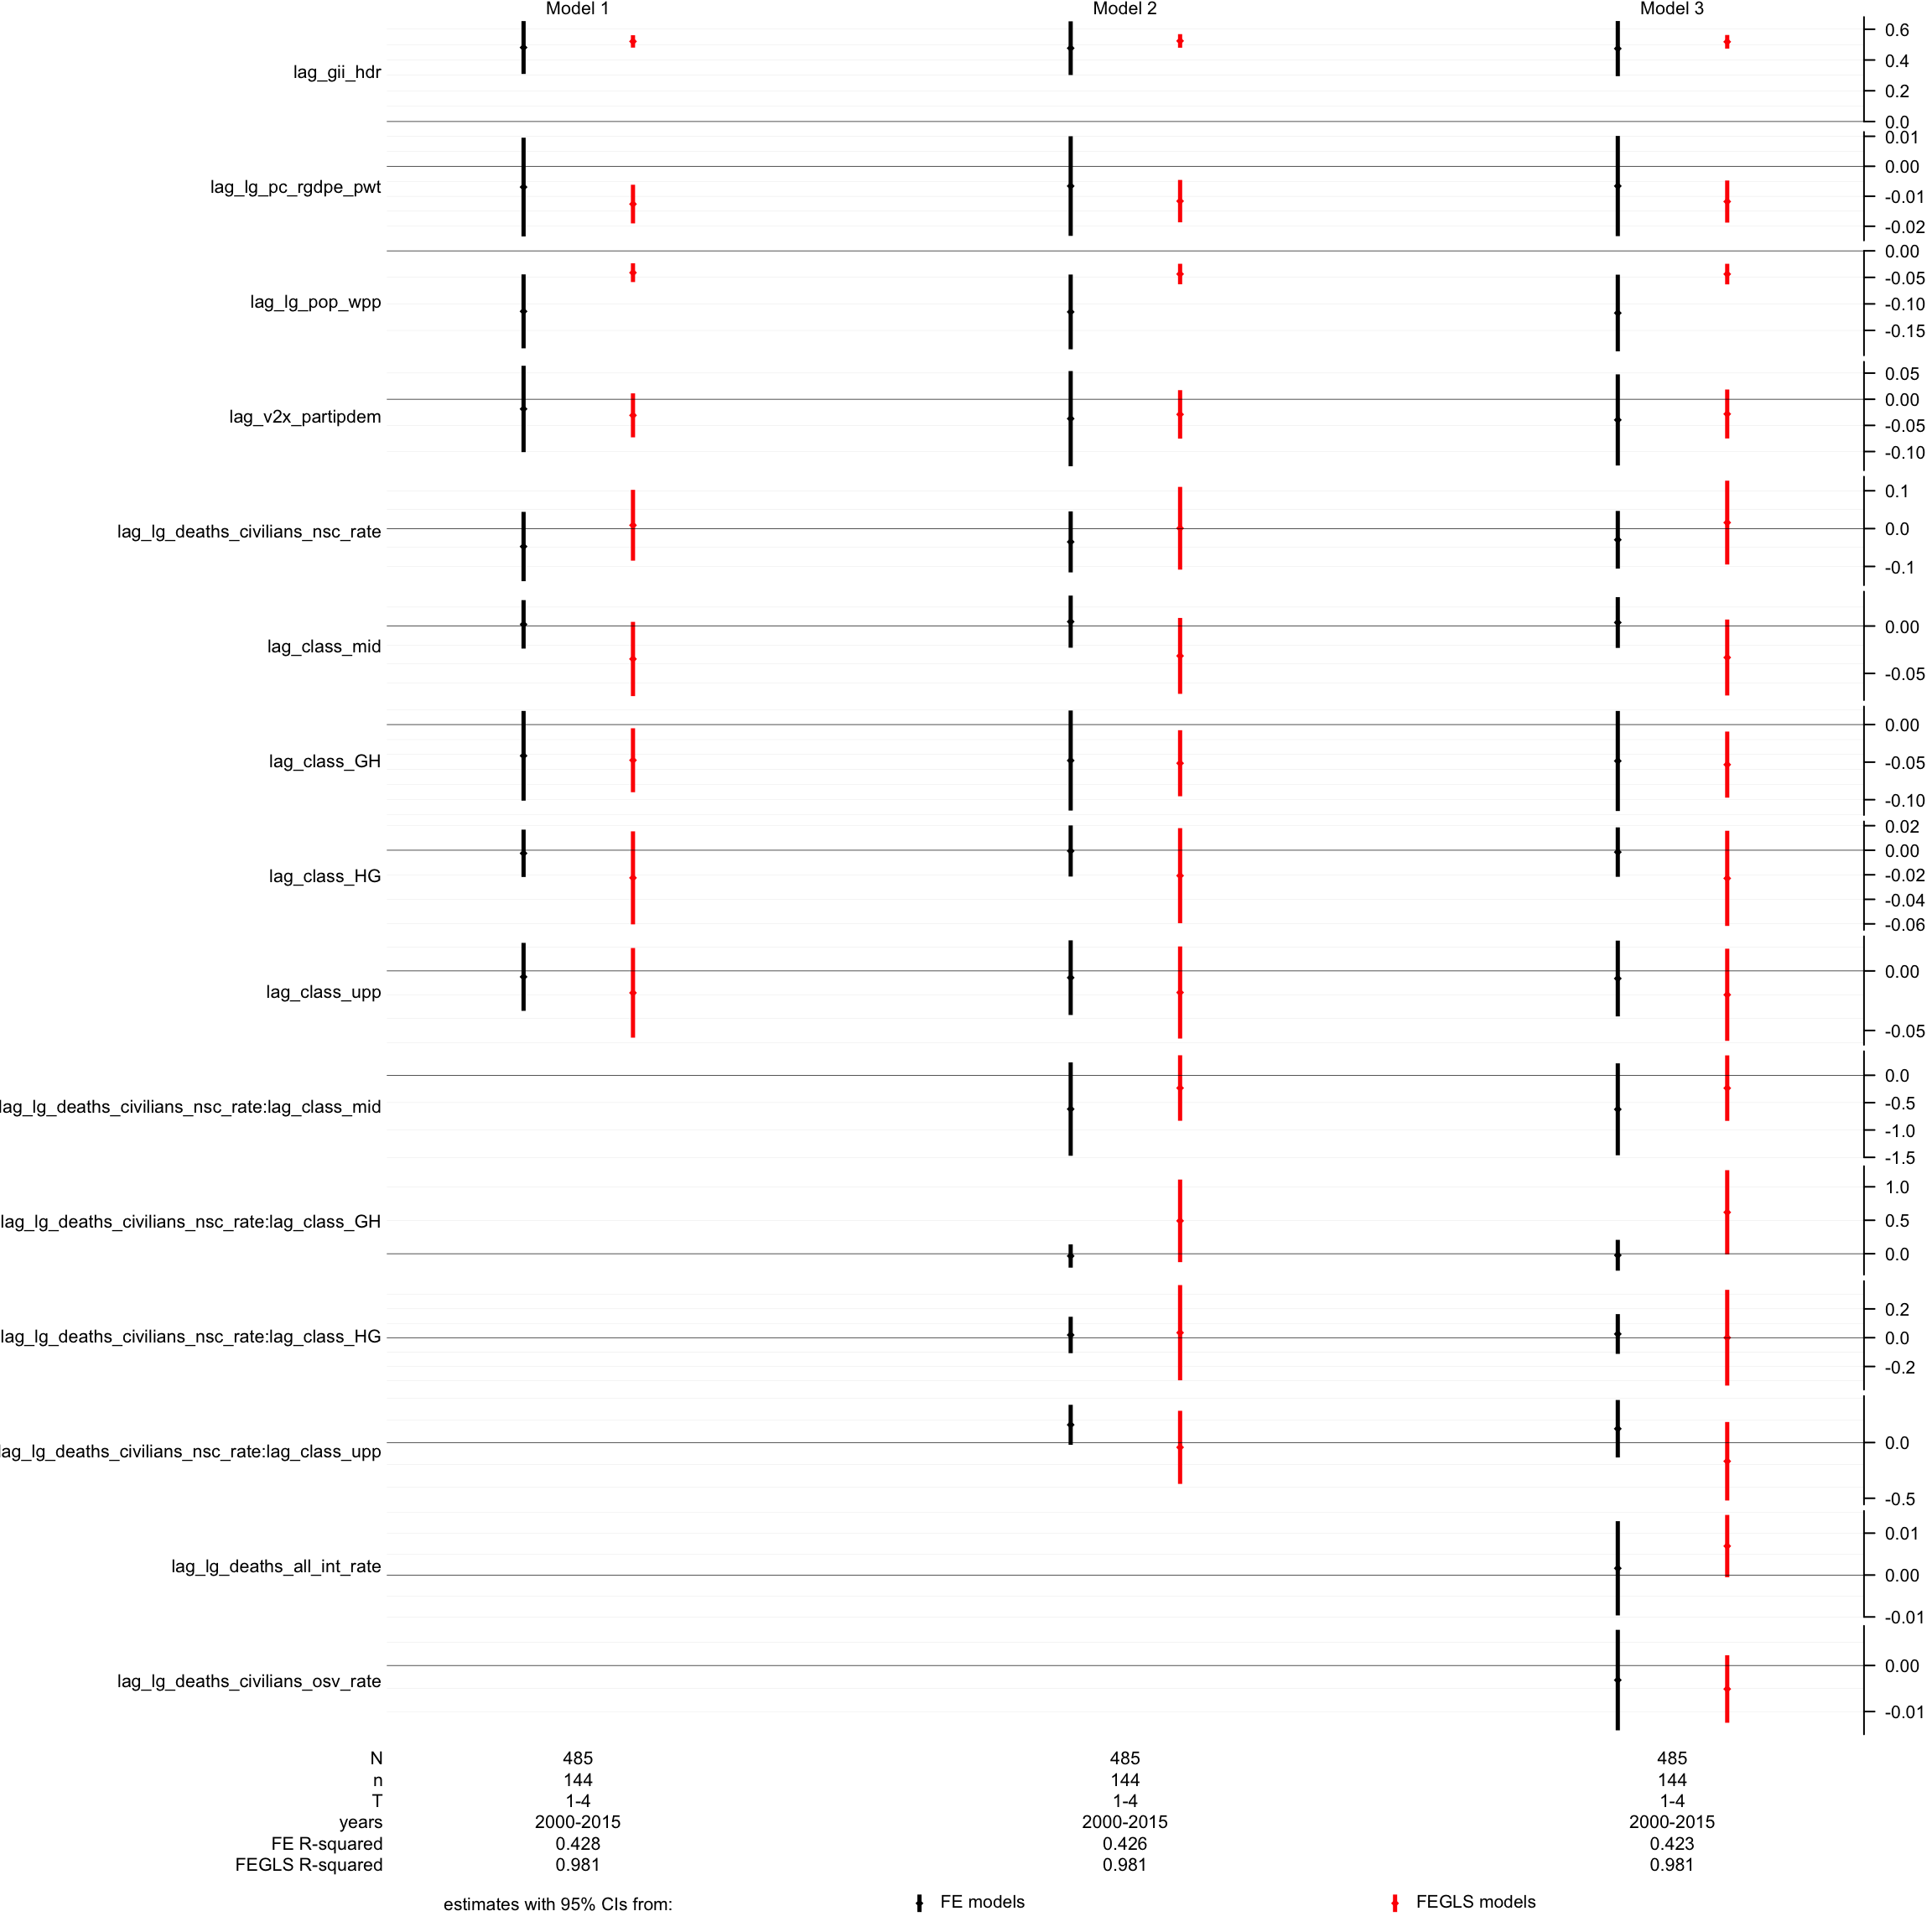 Model 1 Model 2 Model 3
lag_gii_hdr
0.6
0.4
0.2
0.0
lag_lg_pc_rgdpe_pwt
0.01
0.00
-0.01
-0.02
lag_lg_pop_wpp
0.00
-0.05
-0.10
-0.15
lag_v2x_partipdem
0.05
0.00
-0.05
-0.10
lag_lg_deaths_civilians_nsc_rate
0.1
0.0
-0.1
lag_class_mid
0.00
-0.05
lag_class_GH
0.00
-0.05
-0.10
lag_class_HG
0.02
0.00
-0.02
-0.04
-0.06
lag_class_upp
0.00
-0.05
lag_lg_deaths_civilians_nsc_rate:lag_class_mid
0.0
-0.5
-1.0
-1.5
lag_lg_deaths_civilians_nsc_rate:lag_class_GH
1.0
0.5
0.0
lag_lg_deaths_civilians_nsc_rate:lag_class_HG
0.2
0.0
-0.2
lag_lg_deaths_civilians_nsc_rate:lag_class_upp
0.0
-0.5
lag_lg_deaths_all_int_rate
0.01
0.00
-0.01
lag_lg_deaths_civilians_osv_rate
0.00
-0.01
N 485 485 485
n 144 144 144
T 1-4 1-4 1-4
years 2000-2015 2000-2015 2000-2015
FE R-squared 0.428 0.426 0.423
FEGLS R-squared 0.981 0.981 0.981
estimates with 95% CIs from: FE models FEGLS models